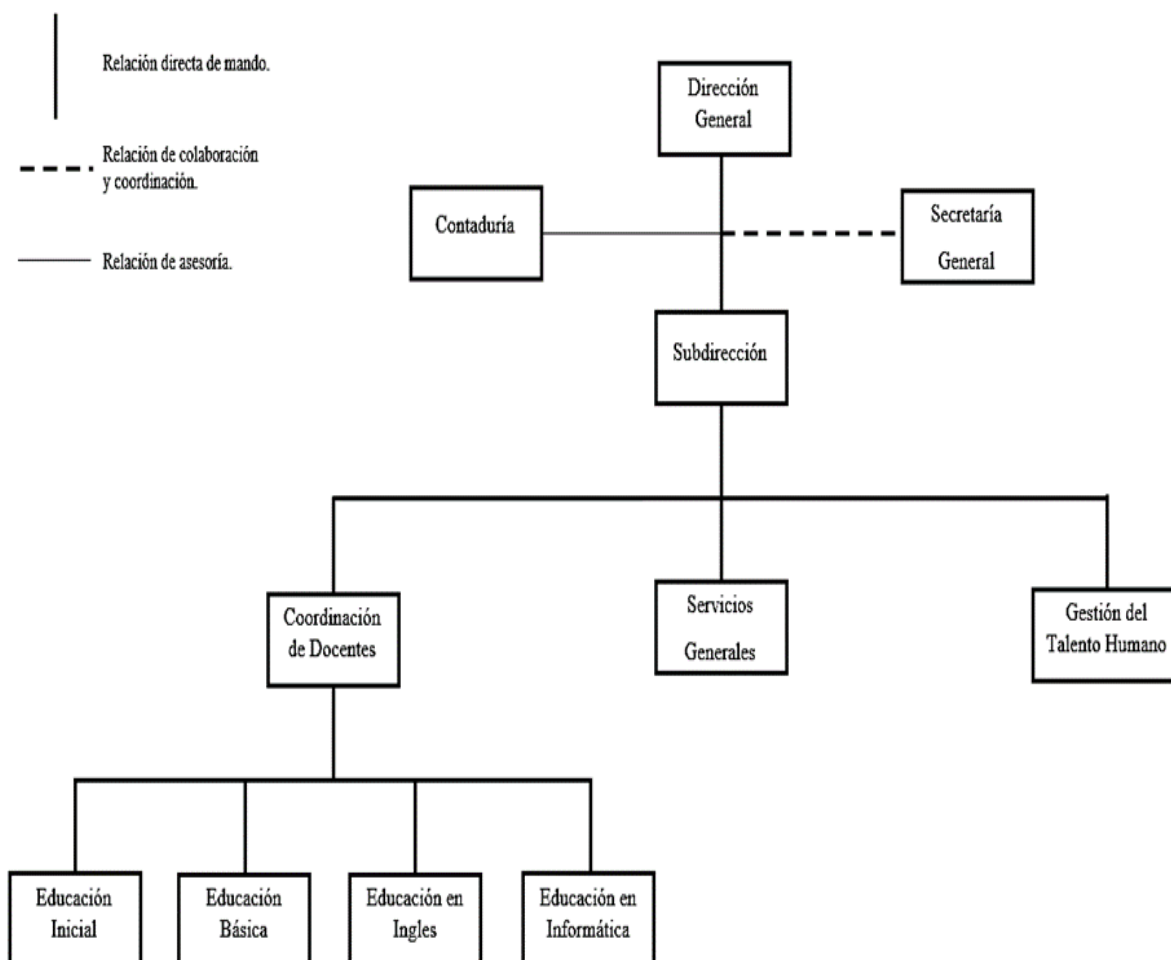 Relación directa de mando.
Relación de colaboración
y coordinación.
Relación de asesoría.
Dirección
General
Contaduría
Secretaría
General
Subdirección
Coordinación
de Docentes
Servicios
Generales
Gestión del
Talento Humano
Educación
Inicial
Educación
Básica
Educación en
Ingles
Educación en
Informática